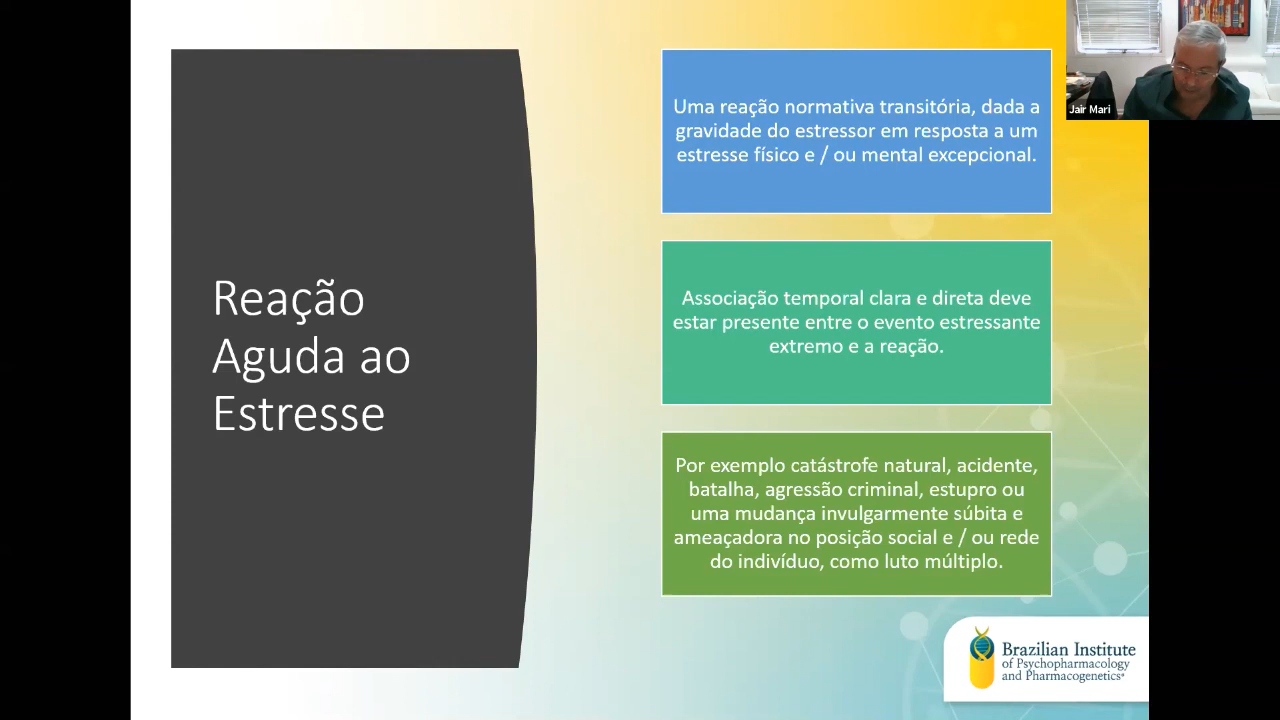 Reação
Aguda ao
Estresse
Uma reação normativa transitória, dada a
gravidade do estressor em resposta a um
estresse físico e / ou mental excepcional.
Associação temporal clara e direta deve
estar presente entre o evento estressante
extremo e a reação.
Por exemplo catástrofe natural, acidente,
batalha, agressão criminal, estupro ou
uma mudança invulgarmente súbita e
ameaçadora no posição social e / ou rede
do indivíduo, como luto múltiplo.
Jair Mari
Brazilian Institute
of Psychopharmacology
and Pharmacogenetics®